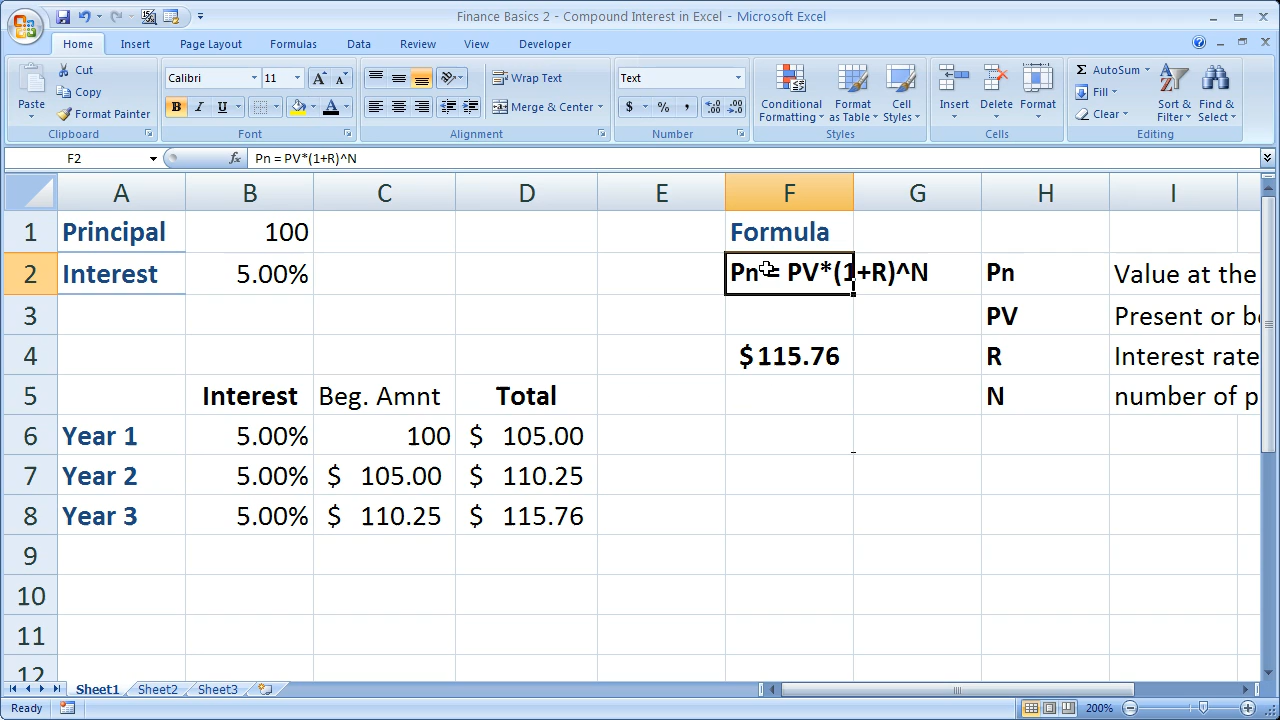 Finance Basics 2 - Compound Interest in Excel - Microsoft Excel
Home Insert Page Layout Formulas Data Review View Developer
Paste
Cut
Copy
Format Painter
Clipboard
Calibri 11
B I U
Font
Wrap Text
Merge & Center
Alignment
Text
$ % ,
Number
Conditional Formatting
Format as Table
Cell Styles
Styles
Insert Delete Format
Cells
AutoSum
Fill
Clear
Sort & Filter
Find & Select
Editing
F2 fx Pn = PV*(1+R)^N
A B C D E F G H I
1 Principal 100 Formula
2 Interest 5.00% Pn = PV*(1+R)^N Pn Value at the
3 PV Present or be
4 $115.76 R Interest rate
5 Interest Beg. Amnt Total N number of p
6 Year 1 5.00% 100 $ 105.00
7 Year 2 5.00% $ 105.00 $ 110.25
8 Year 3 5.00% $ 110.25 $ 115.76
9
10
11
12
Sheet1 Sheet2 Sheet3
Ready 200%